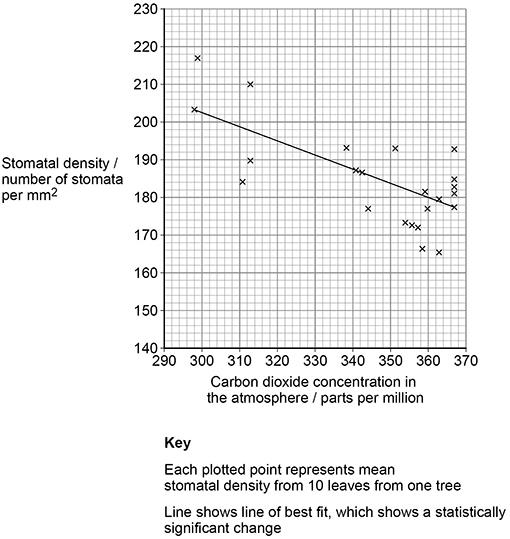 230
220
210
200
190
180
170
160
150
140
Stomatal density /
number of stomata
per mm2
290 300 310 320 330 340 350 360 370
Carbon dioxide concentration in
the atmosphere / parts per million
Key
Each plotted point represents mean
stomatal density from 10 leaves from one tree
Line shows line of best fit, which shows a statistically
significant change